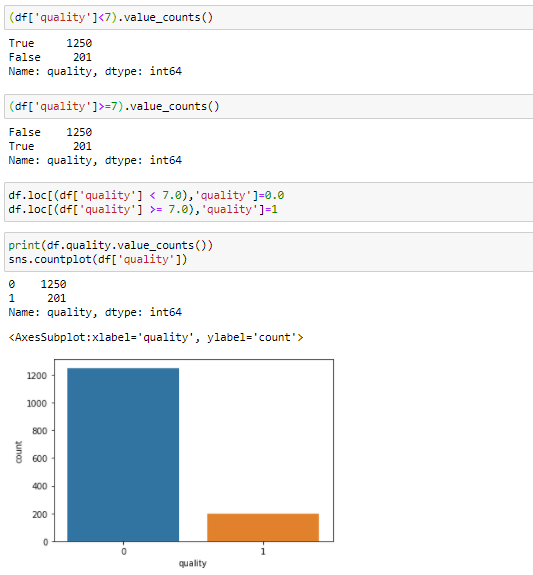 (df['quality']<7).value_counts()
True 1250
False 201
Name: quality, dtype: int64
(df['quality']>=7).value_counts()
False 1250
True 201
Name: quality, dtype: int64
df.loc[(df['quality'] < 7.0),'quality']=0.0
df.loc[(df['quality'] >= 7.0),'quality']=1
print(df.quality.value_counts())
sns.countplot(df['quality'])
0 1250
1 201
Name: quality, dtype: int64
<AxesSubplot:xlabel='quality', ylabel='count'>
1200
1000
800
600
400
200
0
count
0 1
quality